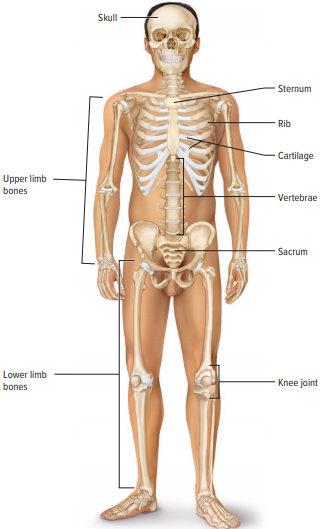 Skull
Sternum
Rib
Cartilage
Upper limb
bones
Vertebrae
Sacrum
Lower limb
bones
Knee joint